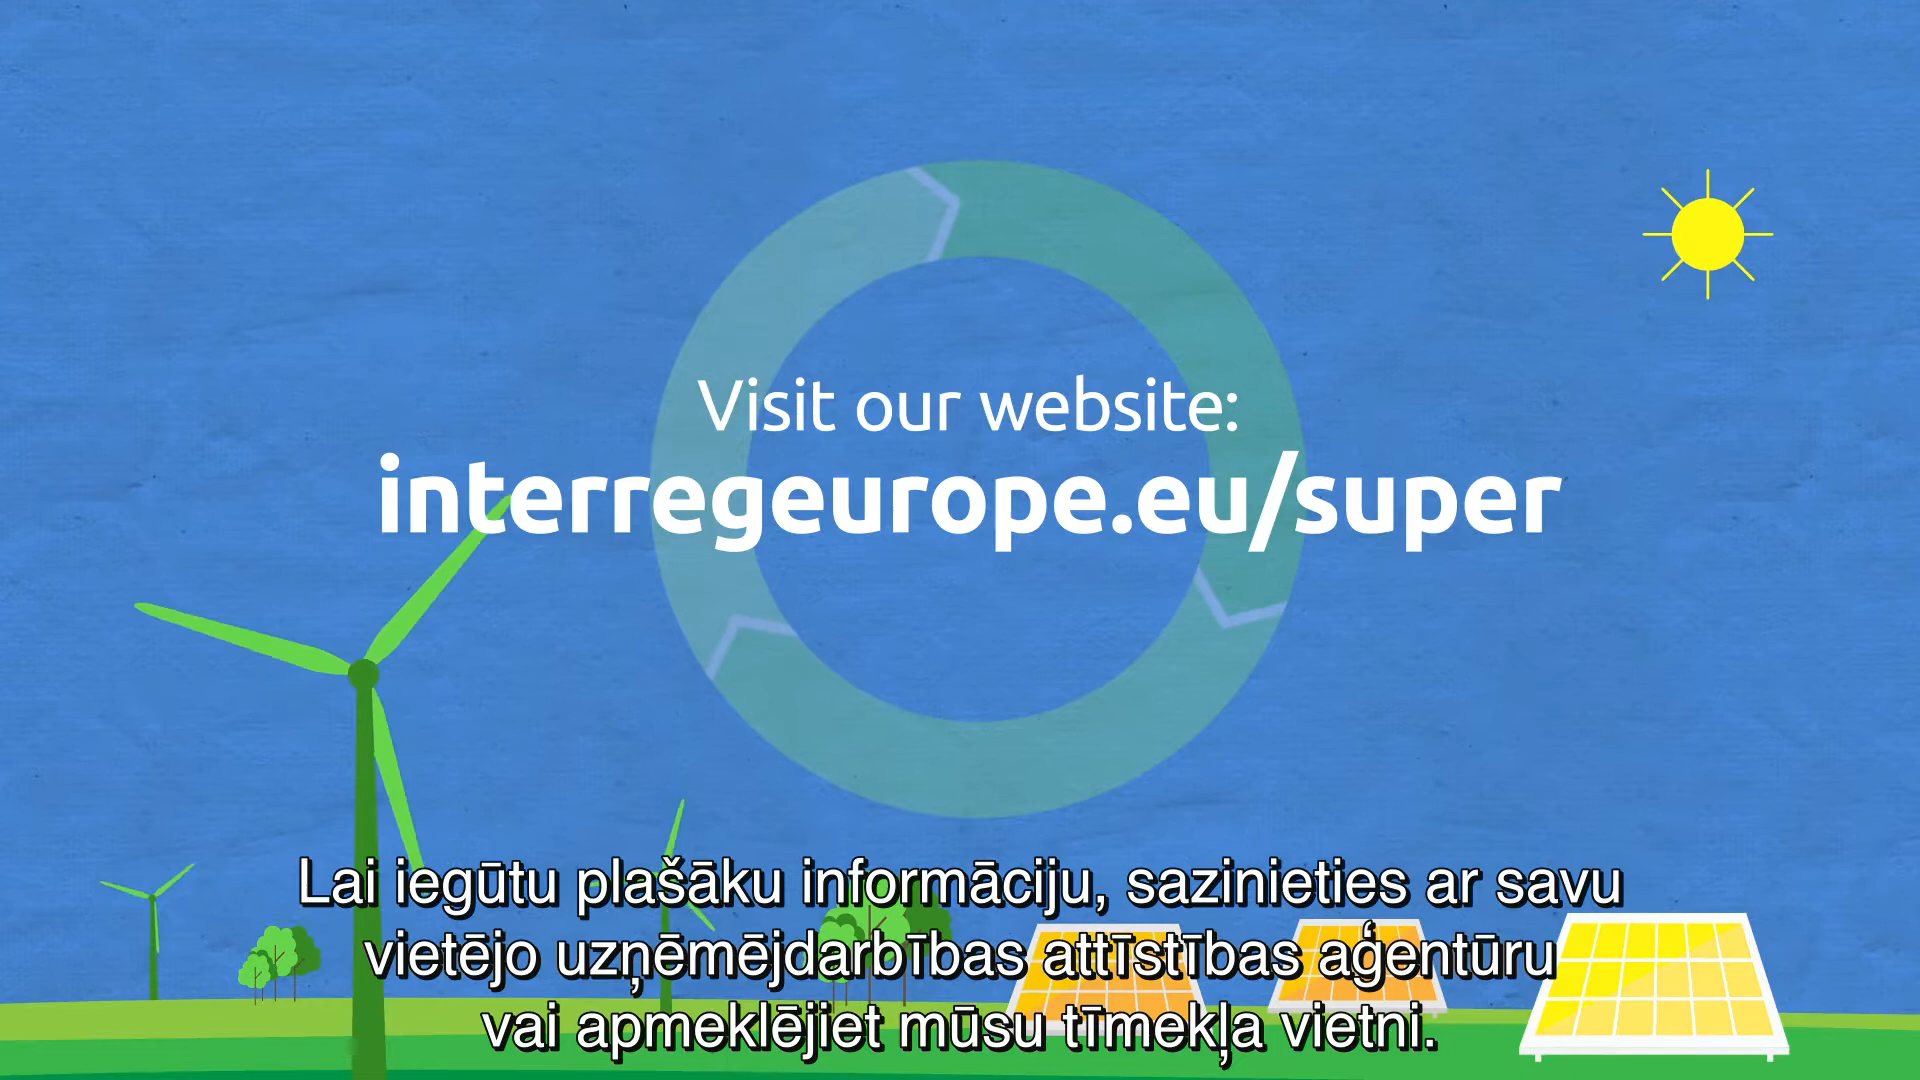 Visit our website:
interregeurope.eu/super
Lai iegūtu plašāku informāciju, sazinieties ar savu
vietējo uzņēmējdarbības attīstības aģentūru
vai apmeklējiet mūsu tīmekļa vietni.